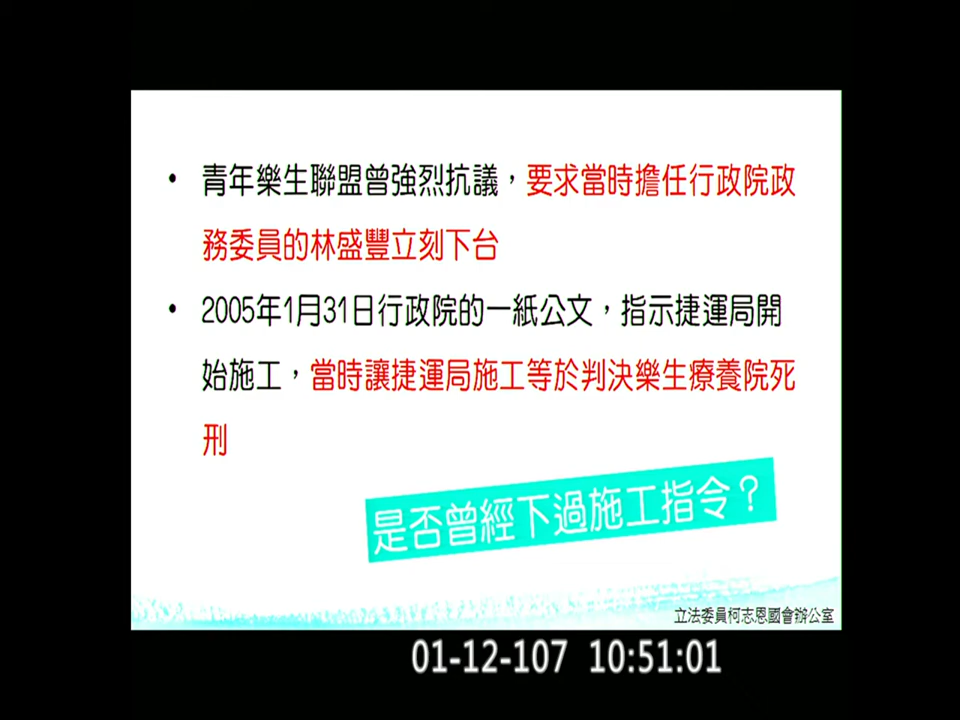 • 青年樂生聯盟曾強烈抗議，要求當時擔任行政院政
務委員的林盛豐立刻下台
• 2005年1月31日行政院的一紙公文，指示捷運局開
始施工，當時讓捷運局施工等於判決樂生療養院死
刑
是否曾經下過施工指令？
立法委員柯志恩國會辦公室
01-12-107 10:51:01